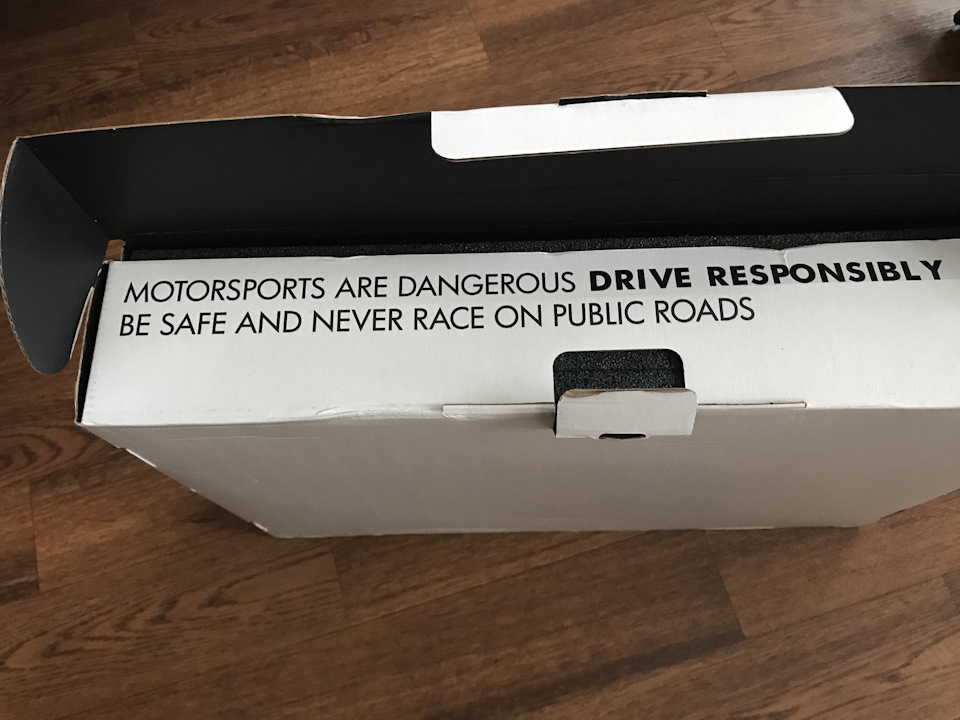 MOTORSPORTS ARE DANGEROUS DRIVE RESPONSIBLY
BE SAFE AND NEVER RACE ON PUBLIC ROADS